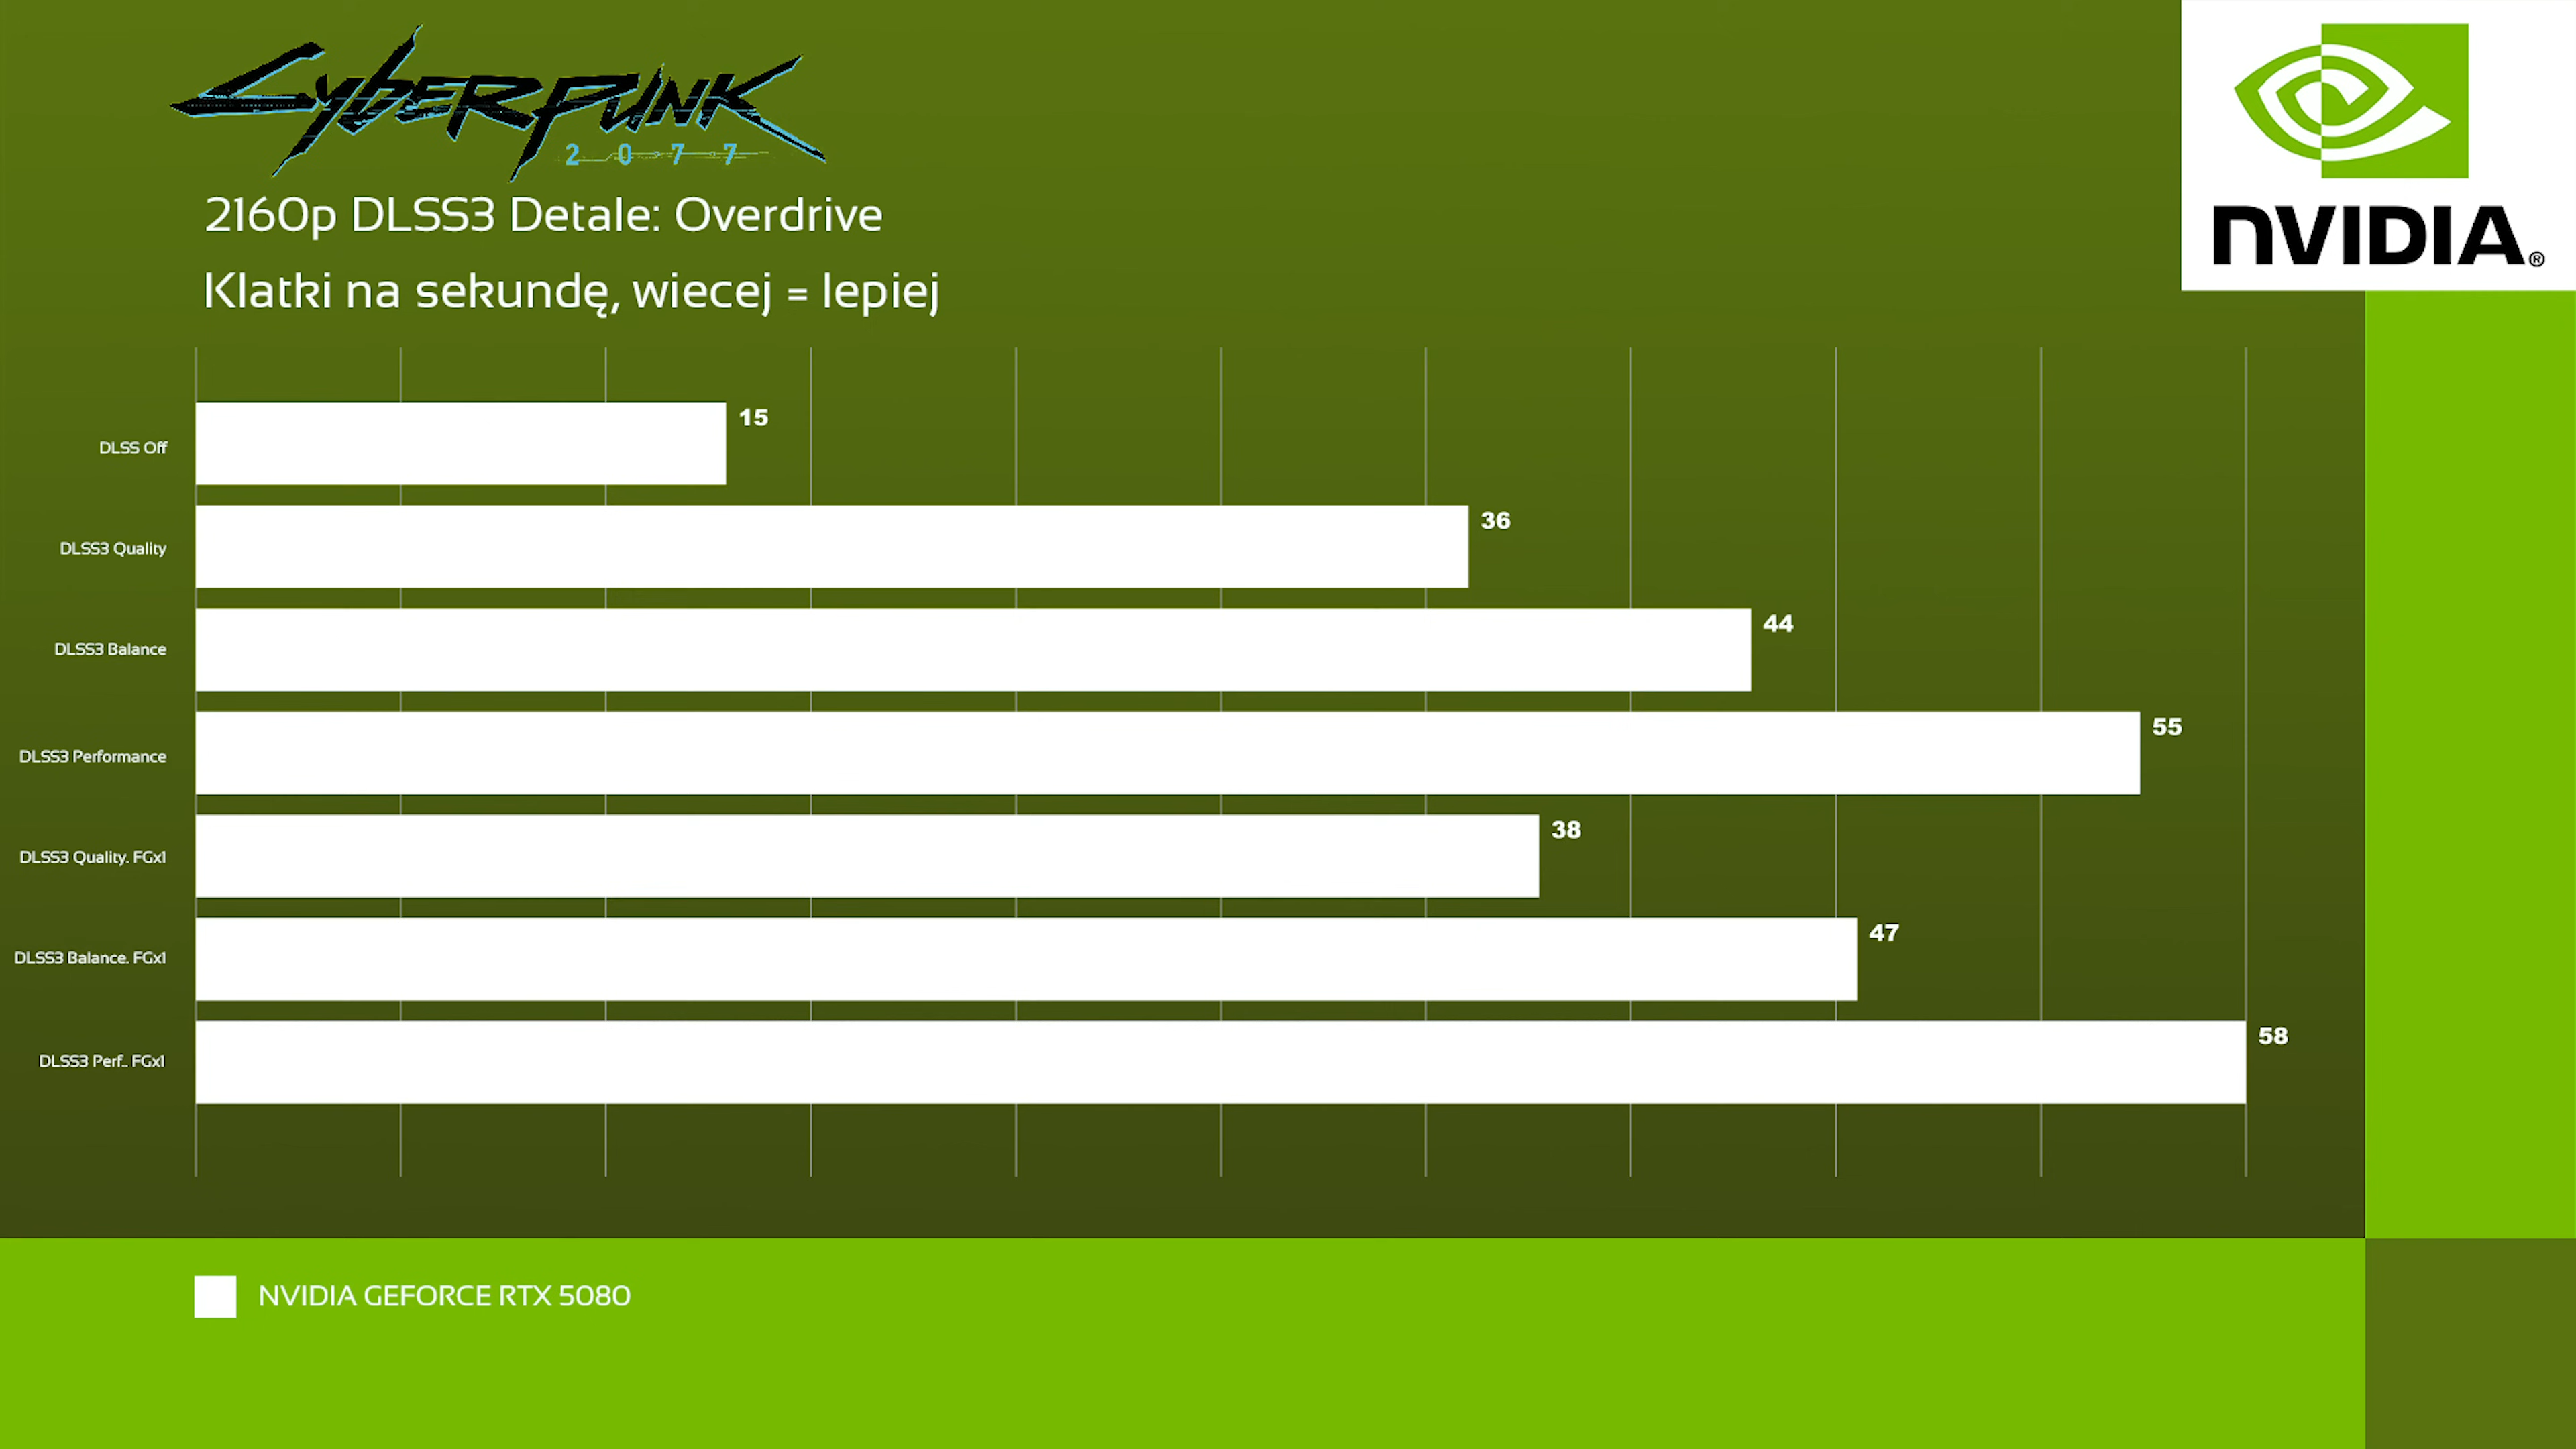 CYBERPUNK
2077
2160p DLSS3 Detale: Overdrive
Klatki na sekundę, wiecej = lepiej
NVIDIA®
DLSS Off
15
DLSS3 Quality
36
DLSS3 Balance
44
DLSS3 Performance
55
DLSS3 Quality. FGx1
38
DLSS3 Balance. FGx1
47
DLSS3 Perf.. FGx1
58
NVIDIA GEFORCE RTX 5080